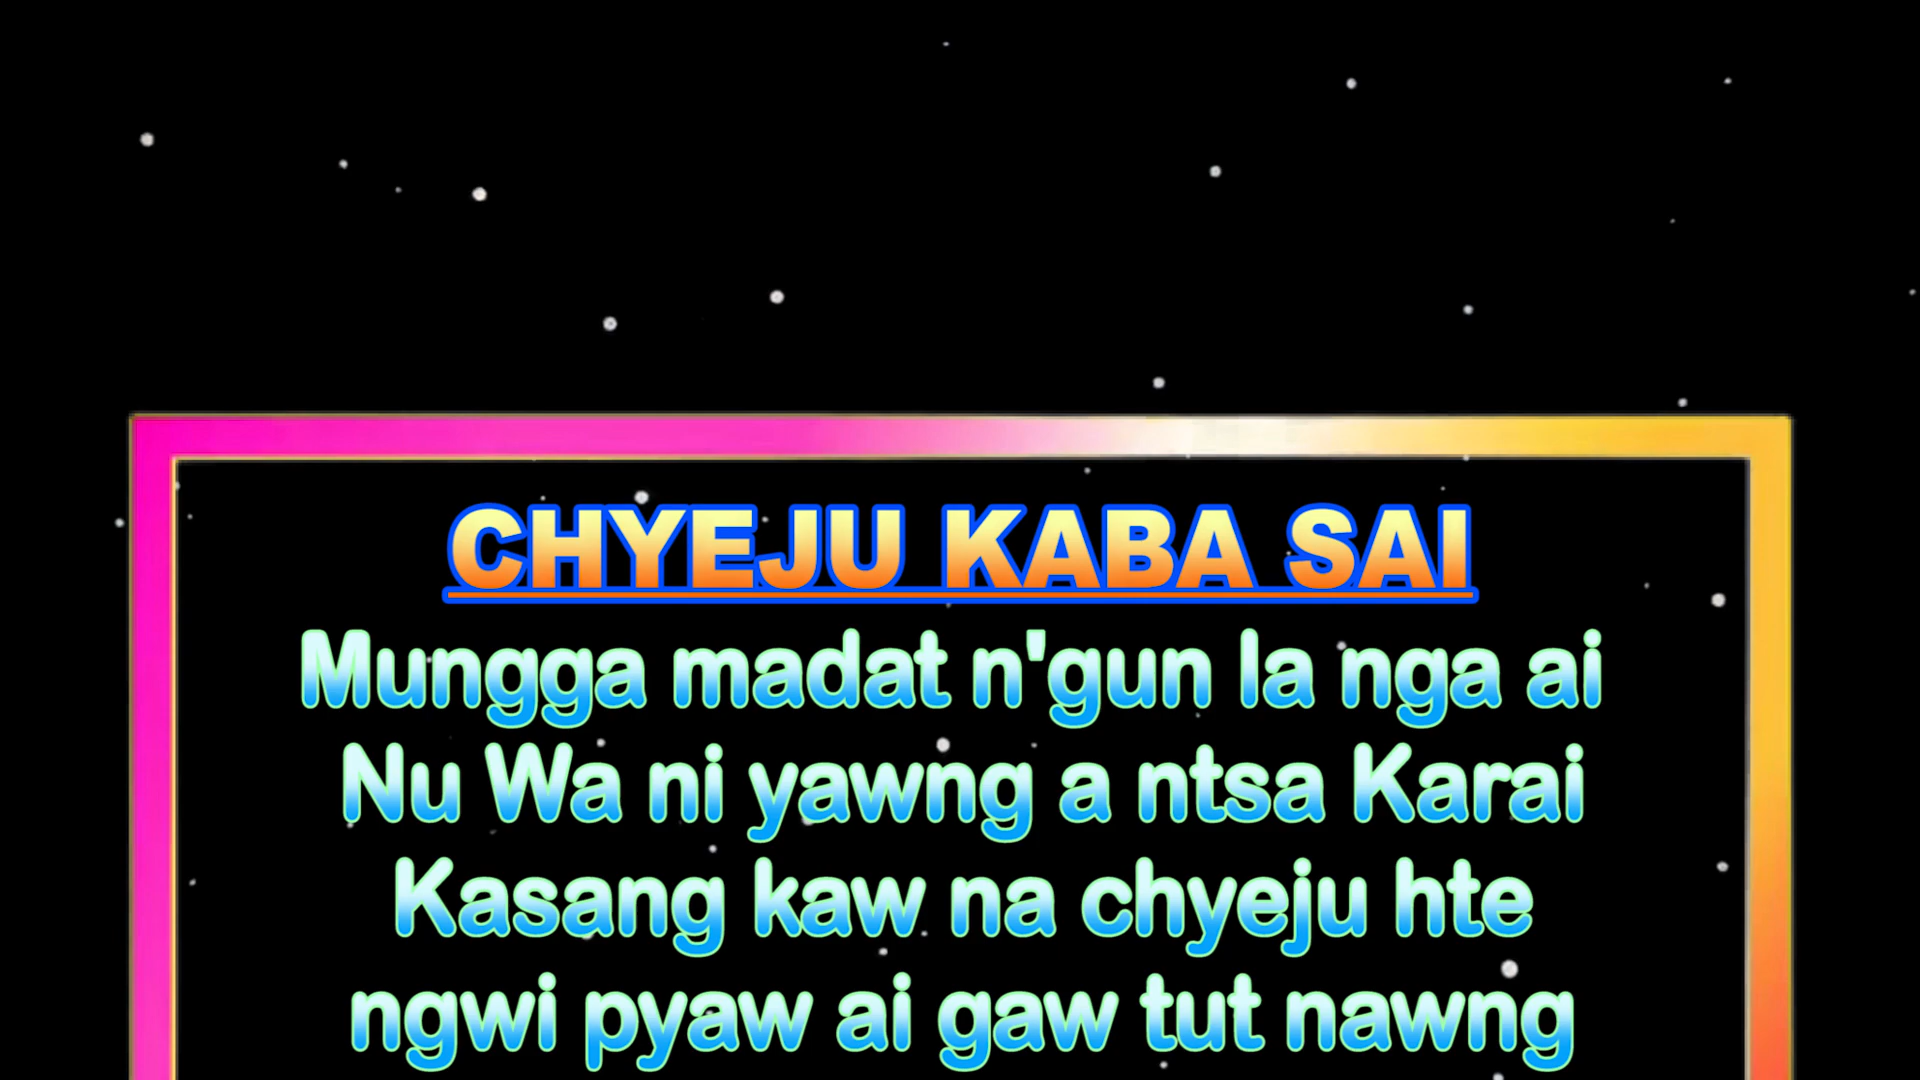 CHYEJU KABA SAI
Mungga madat n'gun la nga ai
Nu Wa ni yawng a ntsa Karai
Kasang kaw na chyeju hte
ngwi pyaw ai gaw tut nawng